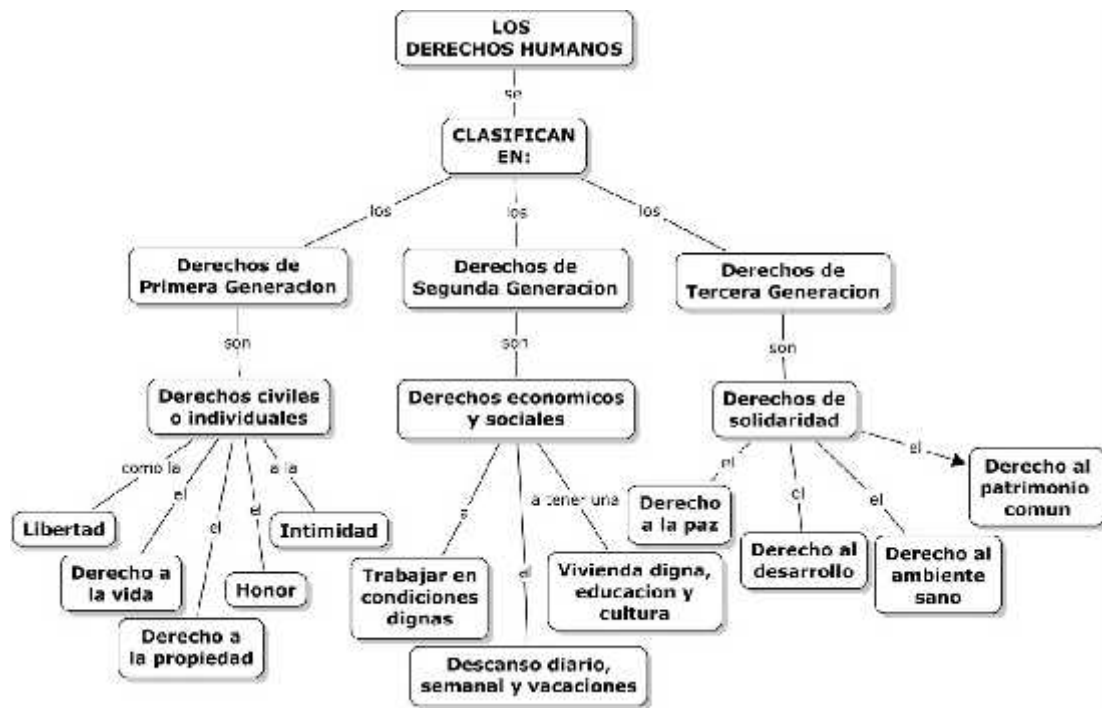 LOS
DERECHOS HUMANOS
se
CLASIFICAN
EN:
los
los
los
Derechos de
Primera Generacion
Derechos de
Segunda Generacion
Derechos de
Tercera Generacion
son
son
son
Derechos civiles
o individuales
Derechos economicos
y sociales
Derechos de
solidaridad
como la
el
el
el
a la
Libertad
Derecho a
la vida
Derecho a
la propiedad
Honor
Intimidad
a
el
a tener una
Trabajar en
condiciones
dignas
Descanso diario,
semanal y vacaciones
Vivienda digna,
educacion y
cultura
el
el
el
el
Derecho
a la paz
Derecho al
desarrollo
Derecho al
ambiente
sano
Derecho al
patrimonio
comun